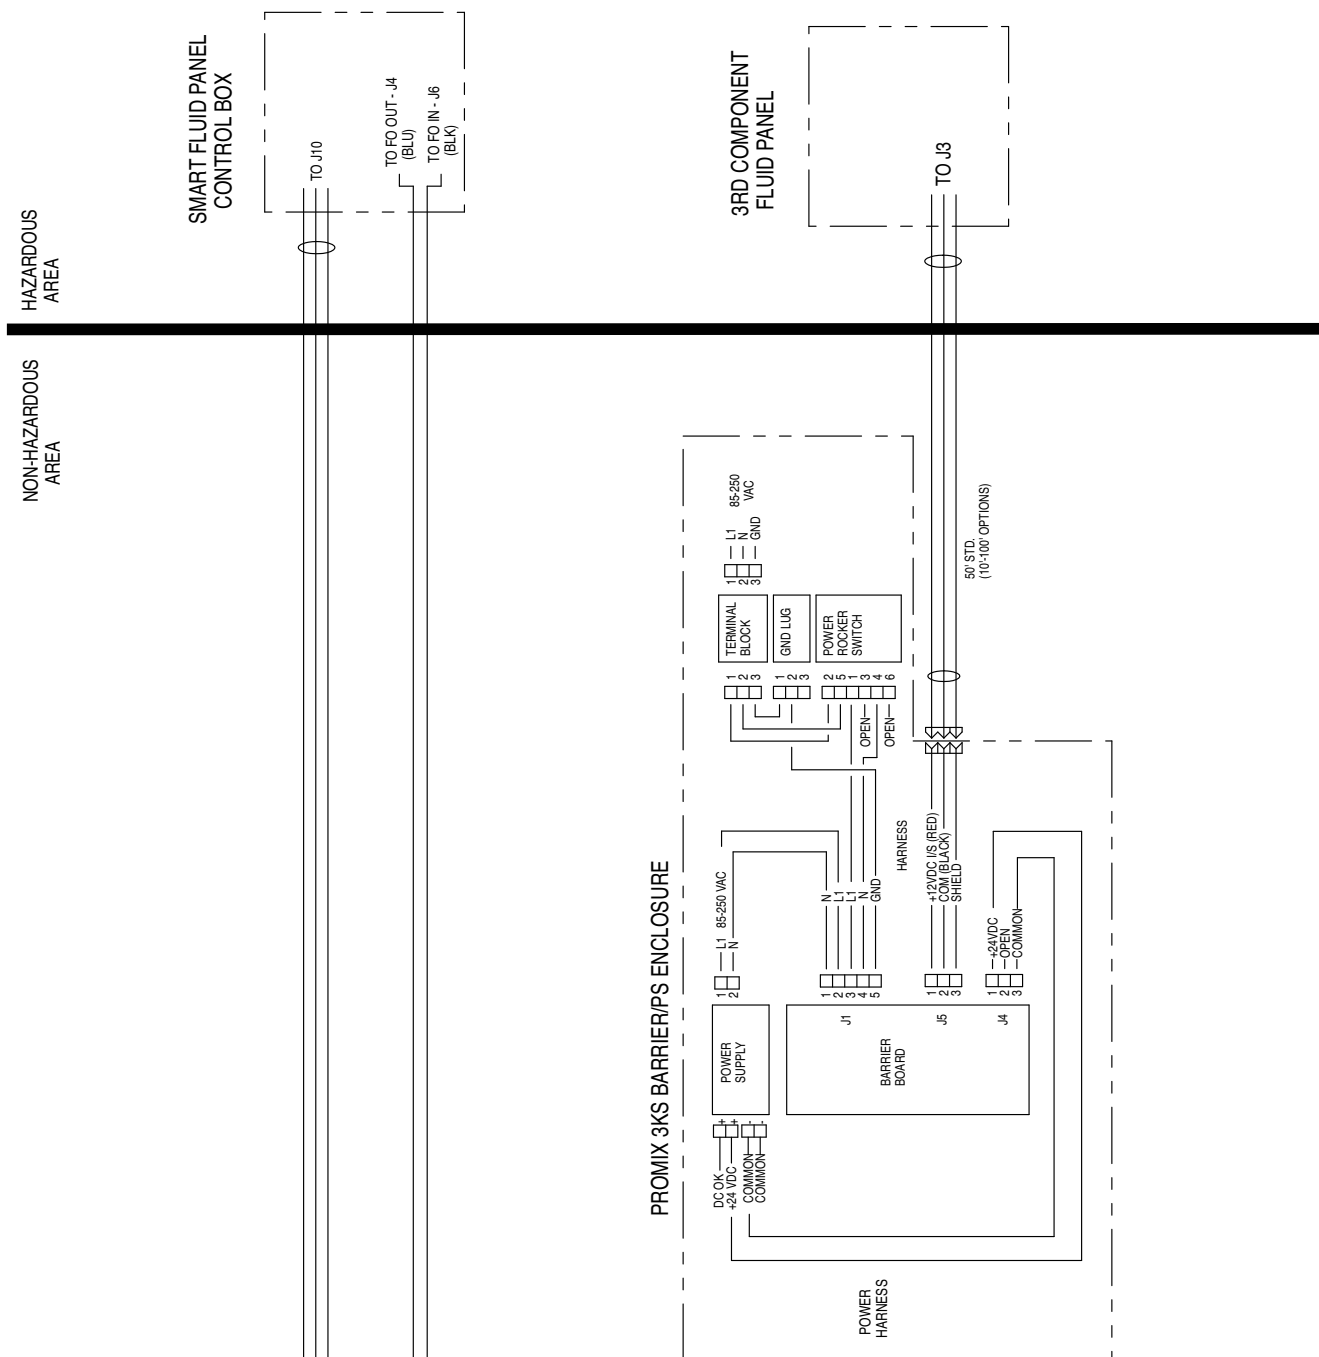 HAZARDOUS
AREA
NON-HAZARDOUS
AREA
SMART FLUID PANEL
CONTROL BOX
TO J10
TO FO OUT - J4
(BLU)
TO FO IN - J6
(BLK)
3RD COMPONENT
FLUID PANEL
TO J3
50' STD.
(10'-100' OPTIONS)
PROMIX 3KS BARRIER/PS ENCLOSURE
85-250
VAC
L1
N
GND
1
2
3
TERMINAL
BLOCK
GND LUG
POWER
ROCKER
SWITCH
1
2
3
1
2
3
2
5
1
3
4
6
OPEN
OPEN
L1 85-250 VAC
N
1
2
POWER
SUPPLY
+
+
-
-
DC OK
+24 VDC
COMMON
COMMON
N
L1
L1
N
GND
1
2
3
4
5
J1
HARNESS
+12VDC I/S (RED)
COM (BLACK)
SHIELD
1
2
3
J5
+24VDC
OPEN
COMMON
1
2
3
J4
BARRIER
BOARD
POWER
HARNESS